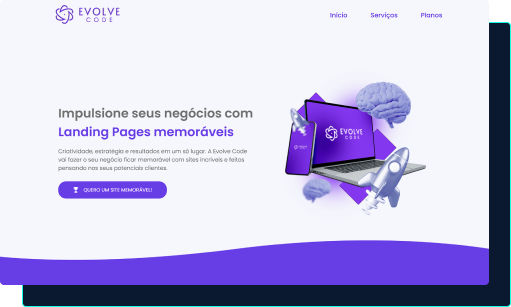 EVOLVE
CODE
Início
Serviços
Planos
Impulsione seus negócios com
Landing Pages memoráveis
Criatividade, estratégia e resultados em um só lugar. A Evolve Code
vai fazer o seu negócio ficar memorável com sites incríveis e feitos
pensando nos seus potenciais clientes.
QUERO UM SITE MEMORÁVEL!
EVOLVE
CODE